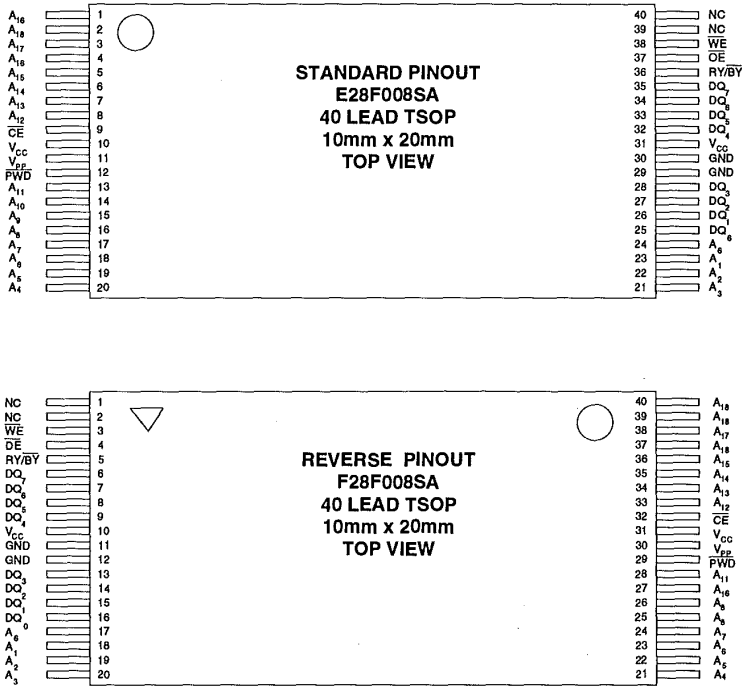 A16 1 40 NC
A18 2 39 NC
A17 3 38 WE
A16 4 37 OE
A15 5 36 RY/BY
A14 6 STANDARD PINOUT 35 DQ7
A13 7 E28F008SA 34 DQ6
A12 8 40 LEAD TSOP 33 DQ5
CE 9 10mm x 20mm 32 DQ4
VCC 10 TOP VIEW 31 VCC
VPP 11 30 GND
PWD 12 29 GND
A11 13 28 DQ3
A10 14 27 DQ2
A9 15 26 DQ1
A8 16 25 DQ6
A7 17 24 A6
A6 18 23 A1
A5 19 22 A2
A4 20 21 A3
NC 1 40 A18
NC 2 39 A18
WE 3 38 A17
OE 4 37 A16
RY/BY 5 REVERSE PINOUT 36 A15
DQ7 6 F28F008SA 35 A14
DQ6 7 40 LEAD TSOP 34 A13
DQ5 8 10mm x 20mm 33 A12
DQ4 9 TOP VIEW 32 CE
VCC 10 31 VCC
GND 11 30 VPP
GND 12 29 PWD
DQ3 13 28 A11
DQ2 14 27 A16
DQ1 15 26 A8
DQ0 16 25 A8
A6 17 24 A7
A1 18 23 A6
A2 19 22 A5
A3 20 21 A4